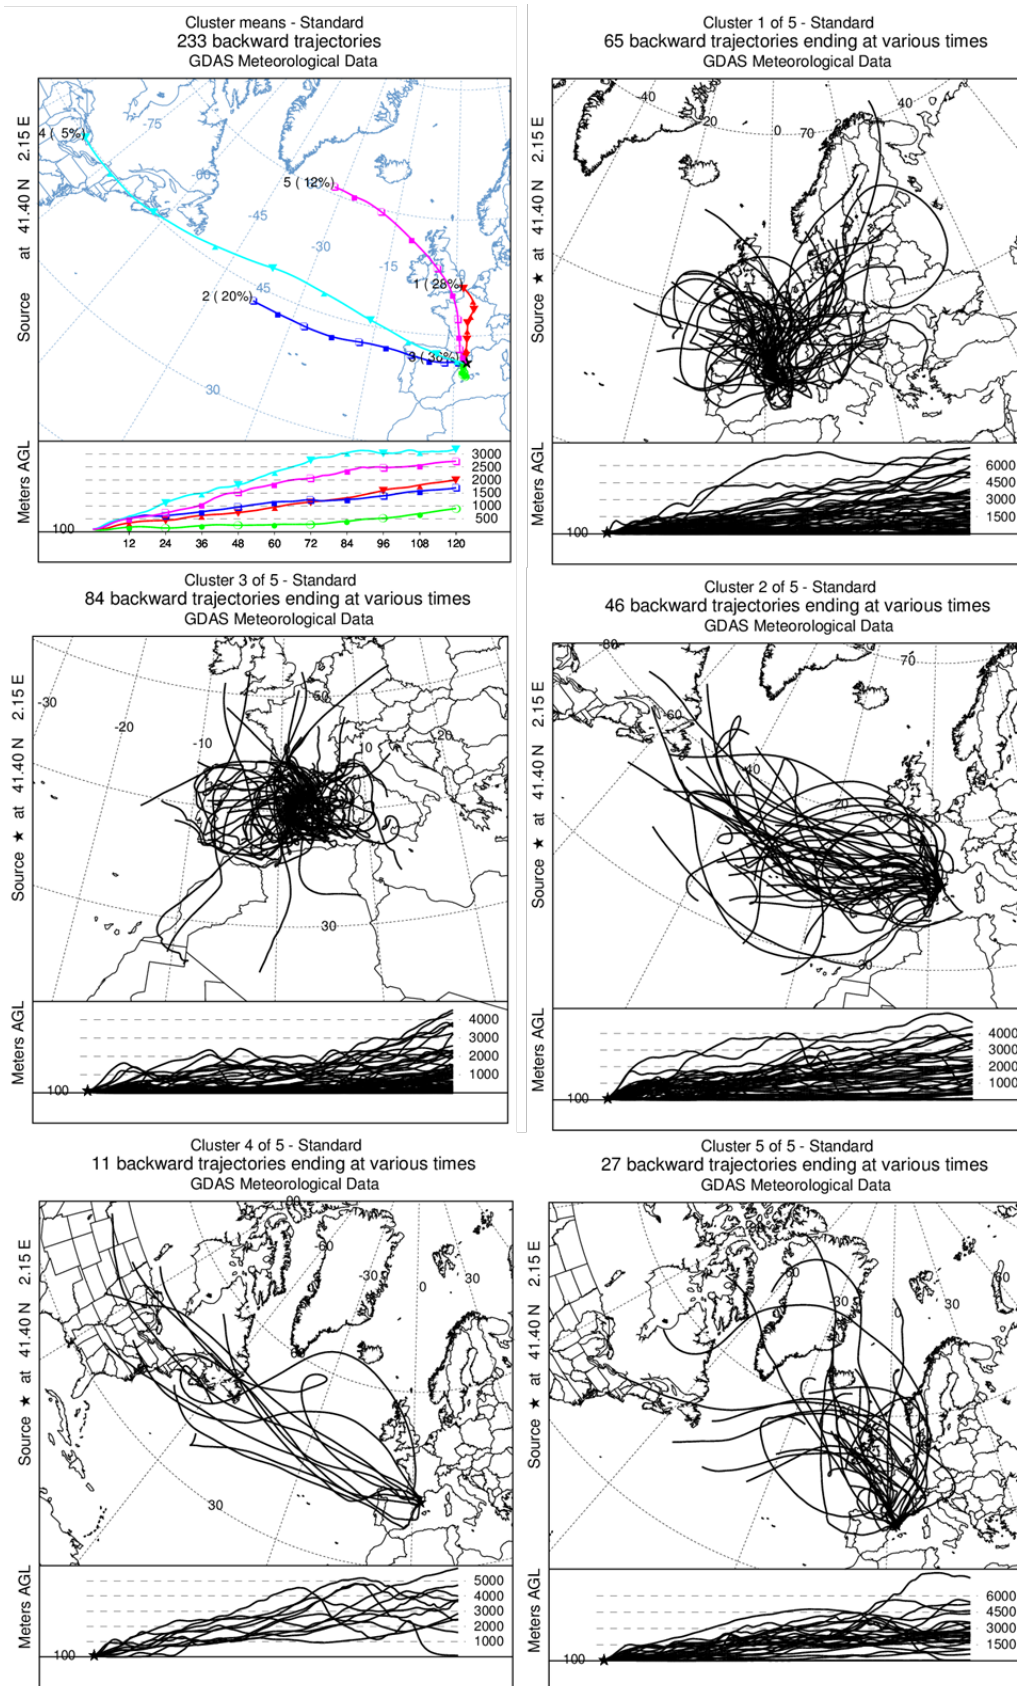 Cluster means - Standard
233 backward trajectories
GDAS Meteorological Data
Source ★ at 41.40 N 2.15 E
4 ( 5%)
-75
-60
5 ( 12%)
-45
-30
-15
1 ( 28%)
2 ( 20%)
45
3 ( 36%)
30
Meters AGL
3000
2500
2000
1500
1000
500
100
12 24 36 48 60 72 84 96 108 120
Cluster 1 of 5 - Standard
65 backward trajectories ending at various times
GDAS Meteorological Data
Source ★ at 41.40 N 2.15 E
-40
-20
0
70
40
Meters AGL
6000
4500
3000
1500
100
Cluster 3 of 5 - Standard
84 backward trajectories ending at various times
GDAS Meteorological Data
Source ★ at 41.40 N 2.15 E
-30
-20
-10
0
50
10
20
30
Meters AGL
4000
3000
2000
1000
100
Cluster 2 of 5 - Standard
46 backward trajectories ending at various times
GDAS Meteorological Data
Source ★ at 41.40 N 2.15 E
-80
70
-60
-40
-20
30
Meters AGL
4000
3000
2000
1000
100
Cluster 4 of 5 - Standard
11 backward trajectories ending at various times
GDAS Meteorological Data
Source ★ at 41.40 N 2.15 E
-60
-30
0
30
30
Meters AGL
5000
4000
3000
2000
1000
100
Cluster 5 of 5 - Standard
27 backward trajectories ending at various times
GDAS Meteorological Data
Source ★ at 41.40 N 2.15 E
-30
30
60
Meters AGL
6000
4500
3000
1500
100